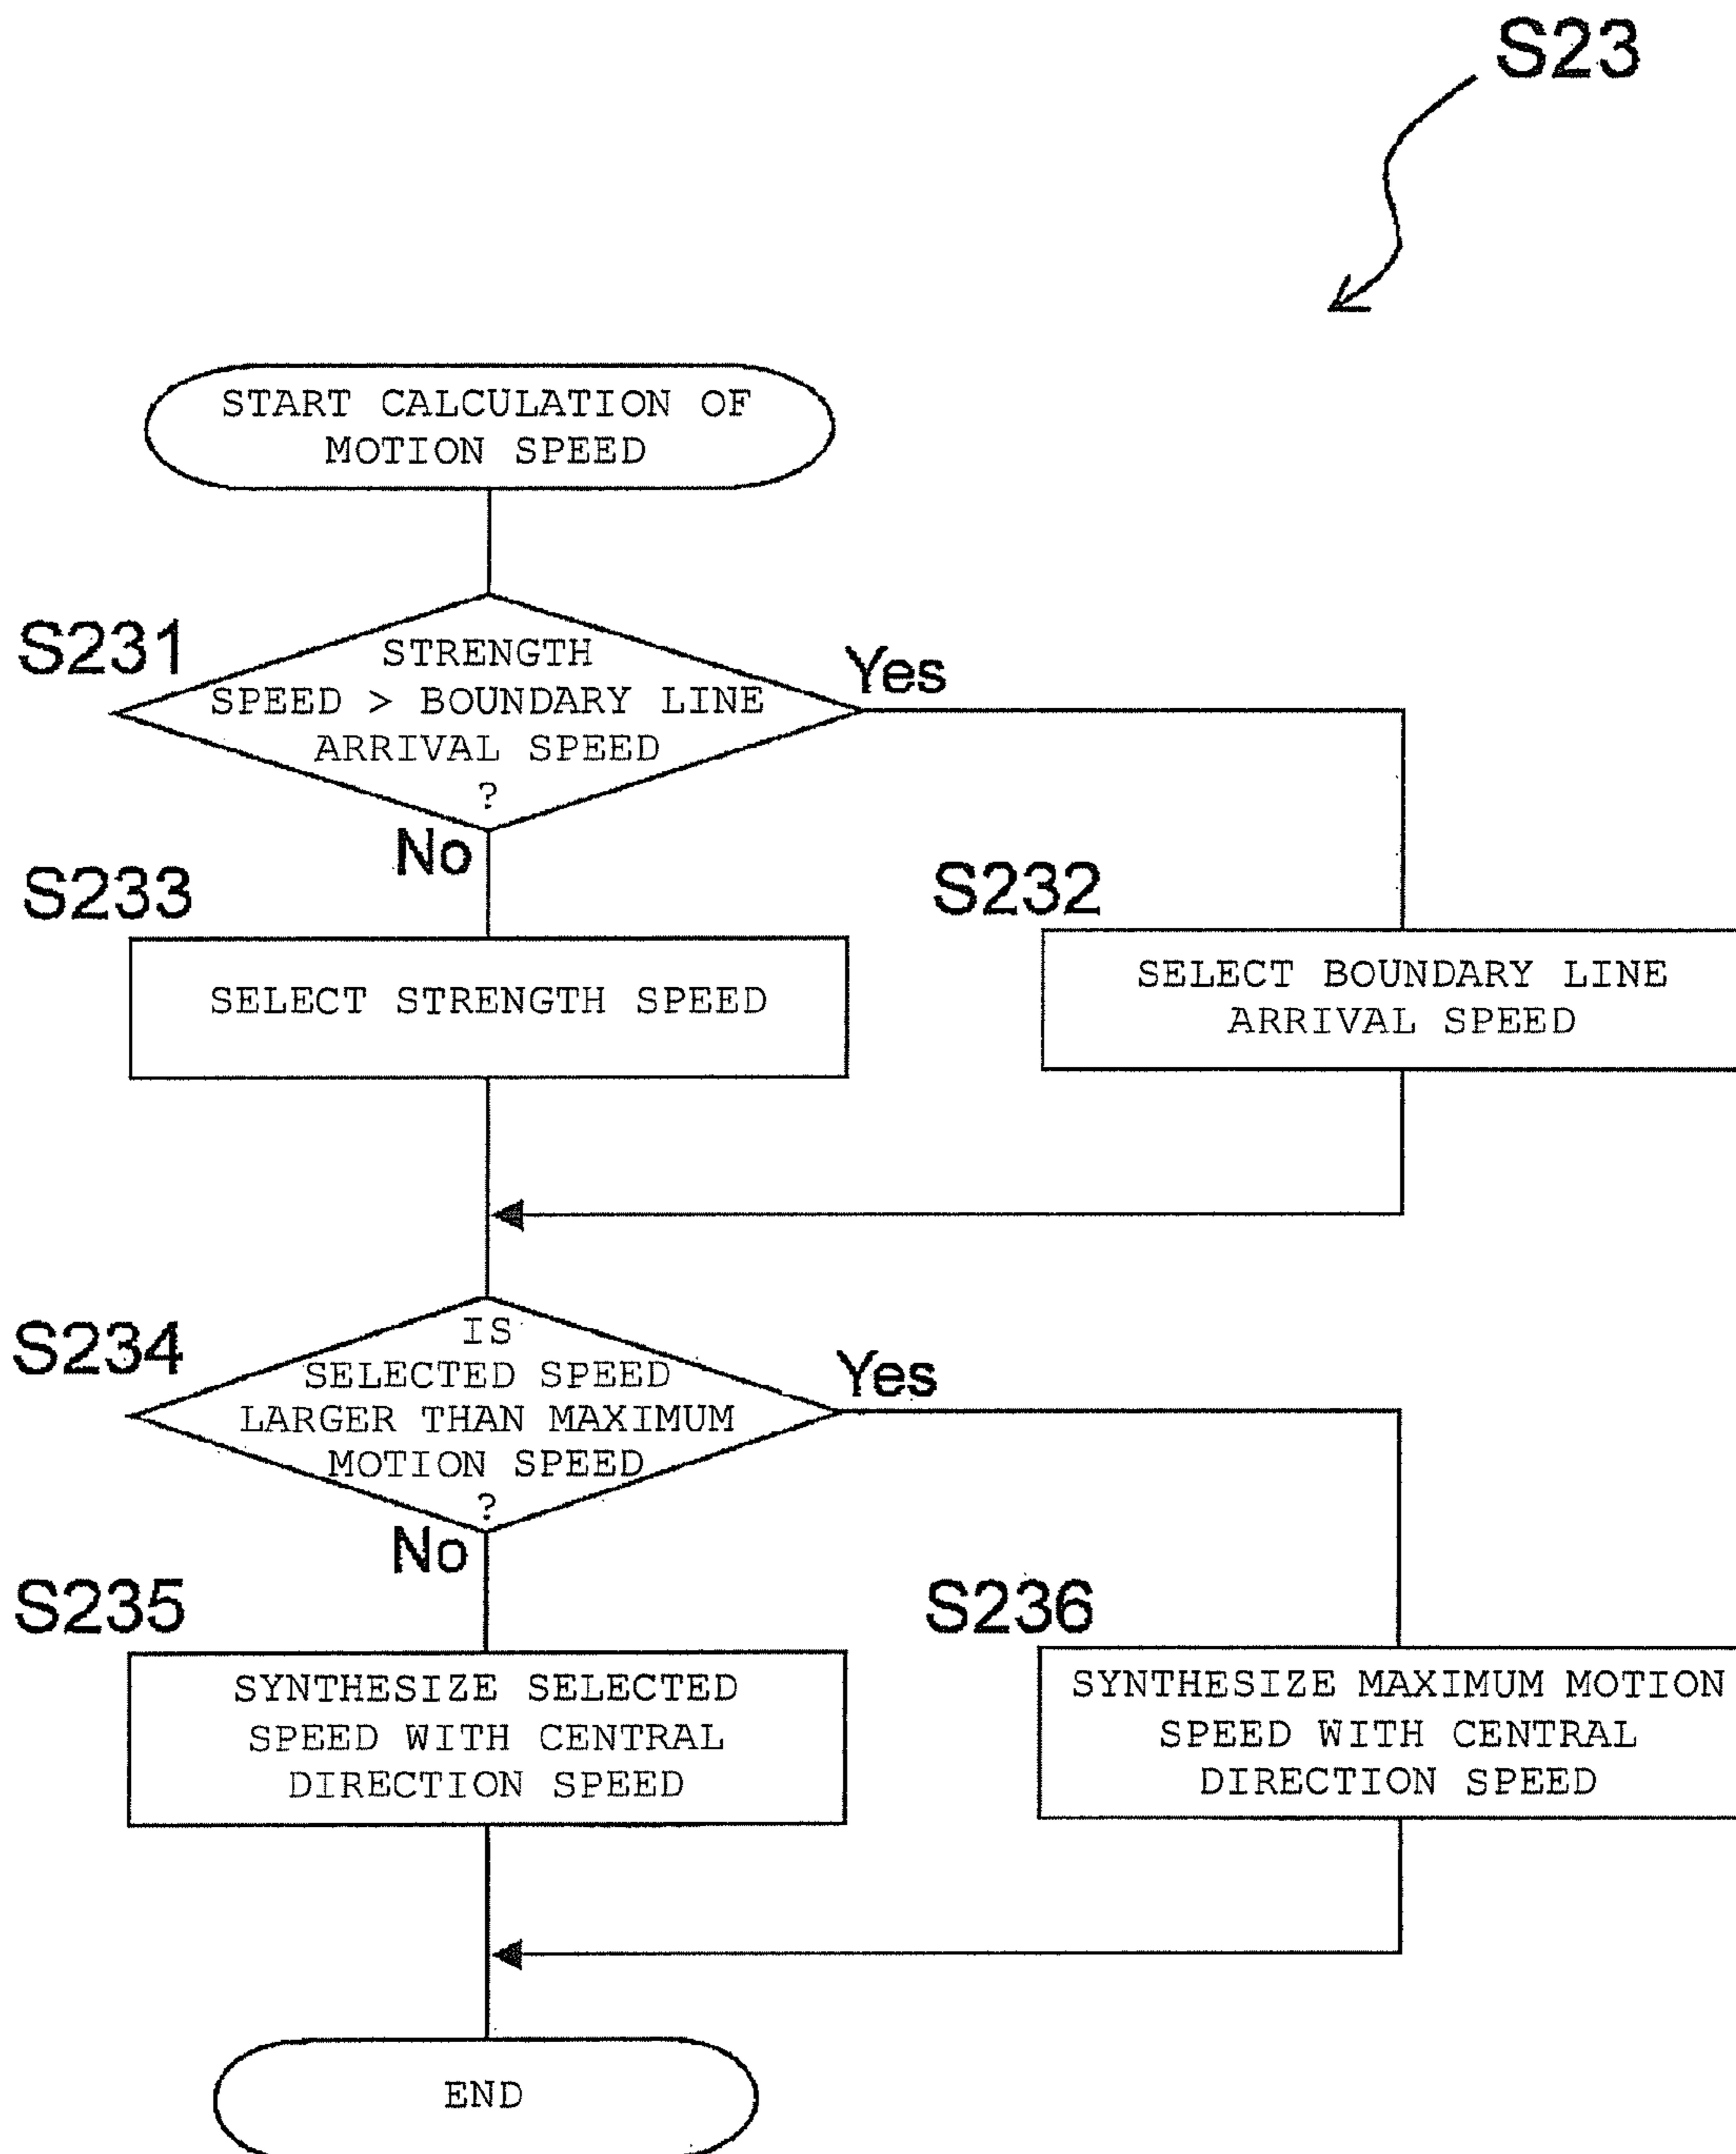 S23
START CALCULATION OF
MOTION SPEED
S231
STRENGTH
SPEED > BOUNDARY LINE
ARRIVAL SPEED
?
Yes
No
S233
SELECT STRENGTH SPEED
S232
SELECT BOUNDARY LINE
ARRIVAL SPEED
S234
IS
SELECTED SPEED
LARGER THAN MAXIMUM
MOTION SPEED
?
Yes
No
S235
SYNTHESIZE SELECTED
SPEED WITH CENTRAL
DIRECTION SPEED
S236
SYNTHESIZE MAXIMUM MOTION
SPEED WITH CENTRAL
DIRECTION SPEED
END